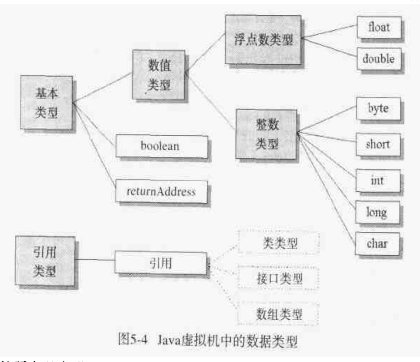 浮点数类型
float
double
数值
类型
基本
类型
整数
类型
byte
short
int
long
char
boolean
returnAddress
引用
类型
引用
类类型
接口类型
数组类型
图5-4 Java虚拟机中的数据类型